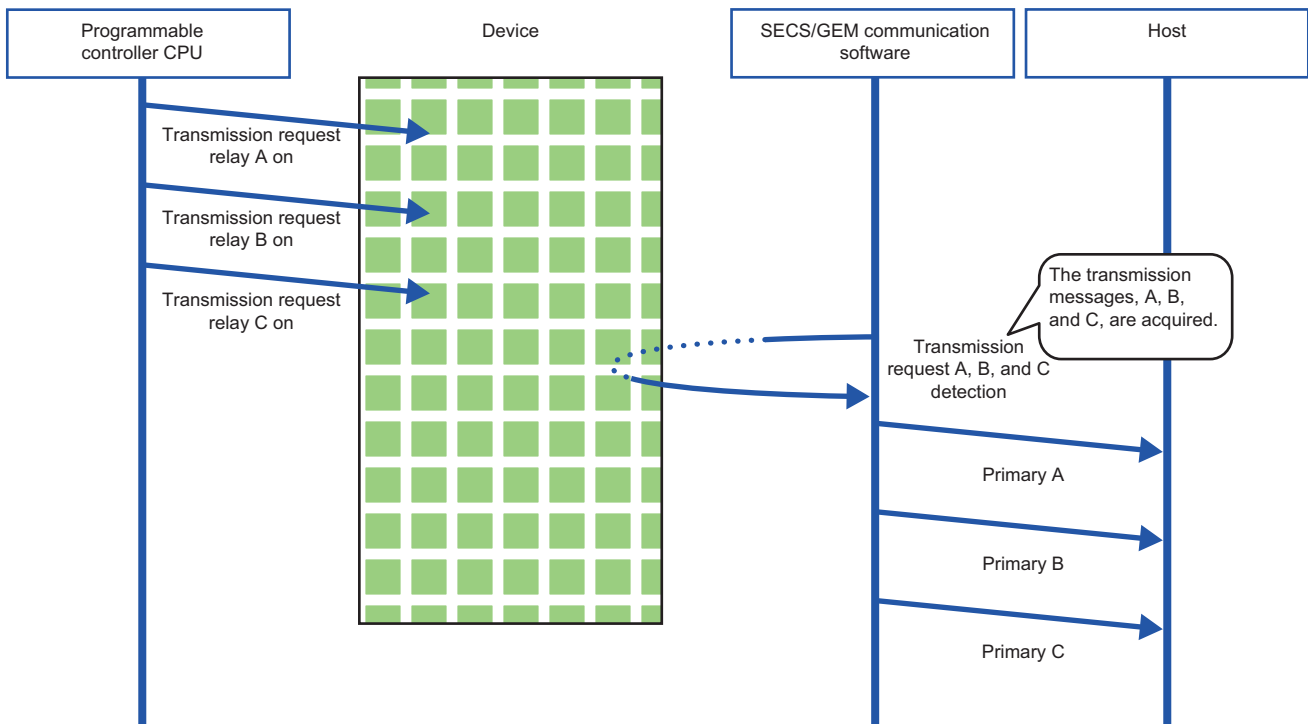 Programmable
controller CPU
Device
SECS/GEM communication
software
Host
Transmission request
relay A on
Transmission request
relay B on
Transmission request
relay C on
The transmission
messages, A, B,
and C, are acquired.
Transmission
request A, B, and C
detection
Primary A
Primary B
Primary C